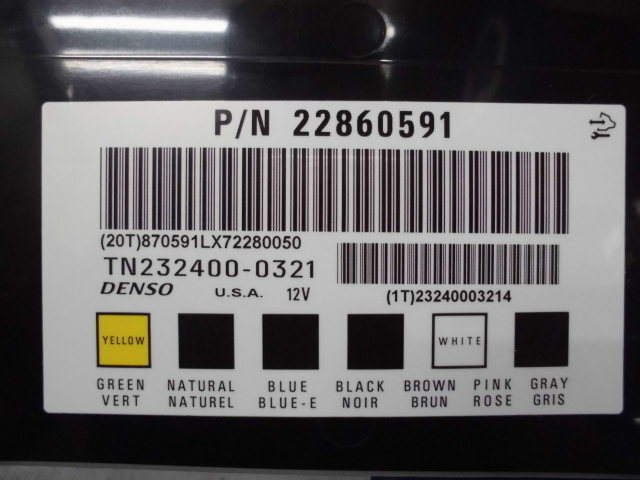 P/N 22860591
(20T)870591LX72280050
TN232400-0321
DENSO U.S.A. 12V
(1T)23240003214
YELLOW WHITE
GREEN NATURAL BLUE BLACK BROWN PINK GRAY
VERT NATUREL BLUE-E NOIR BRUN ROSE GRIS